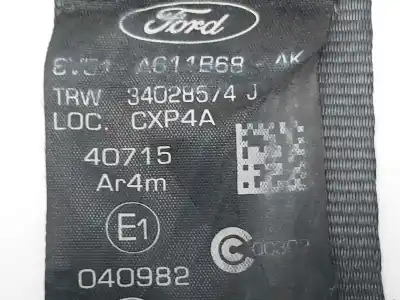 Ford
8V51 A611B68-AK
TRW 34028574 J
LOC. CXP4A
40715
Ar4m
E1
040982